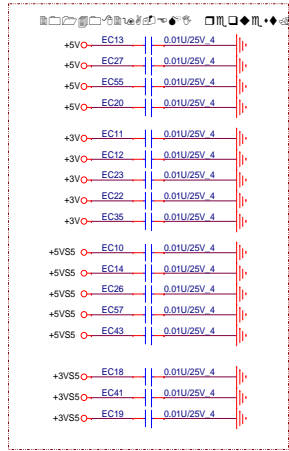 +5V EC13 0.01U/25V_4
+5V EC27 0.01U/25V_4
+5V EC55 0.01U/25V_4
+5V EC20 0.01U/25V_4
+3V EC11 0.01U/25V_4
+3V EC12 0.01U/25V_4
+3V EC23 0.01U/25V_4
+3V EC22 0.01U/25V_4
+3V EC35 0.01U/25V_4
+5VS5 EC10 0.01U/25V_4
+5VS5 EC14 0.01U/25V_4
+5VS5 EC26 0.01U/25V_4
+5VS5 EC57 0.01U/25V_4
+5VS5 EC43 0.01U/25V_4
+3VS5 EC18 0.01U/25V_4
+3VS5 EC41 0.01U/25V_4
+3VS5 EC19 0.01U/25V_4